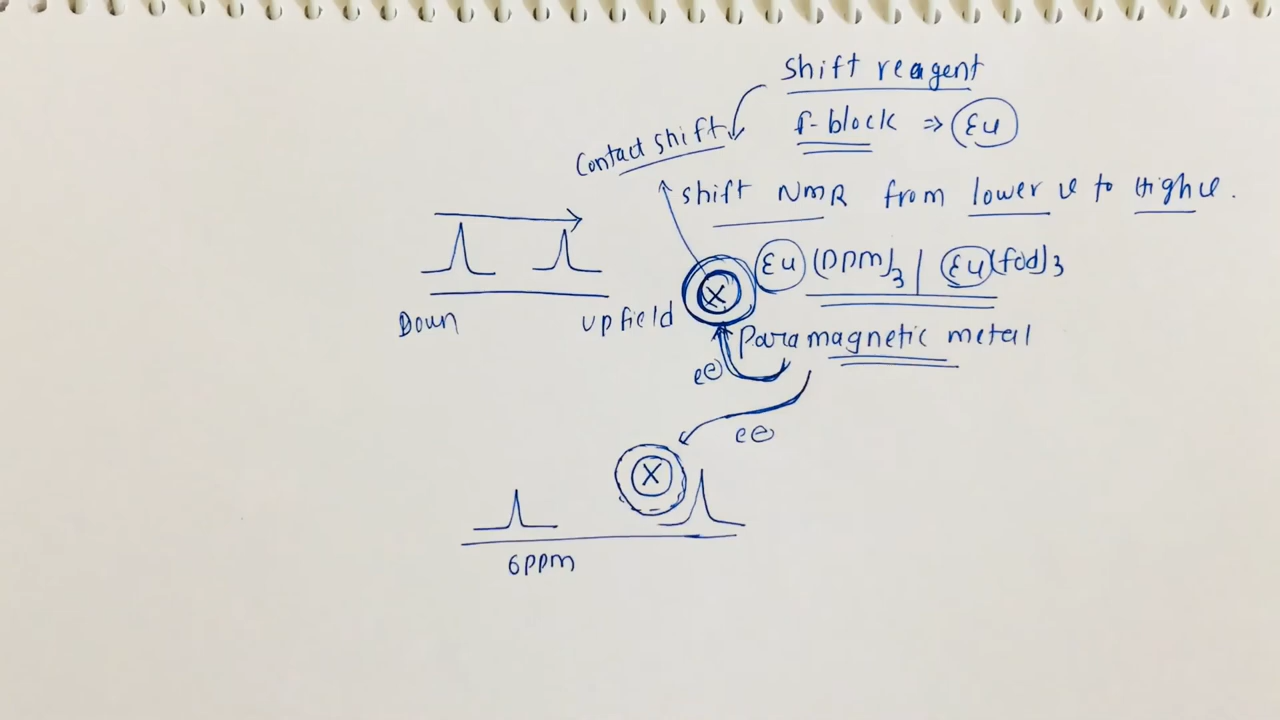 Shift reagent
f-block ⇒ Eu
Contact shift
Shift NMR from lower υ to High υ.
Eu (DPM)3 | Eu(fod)3
Down
Upfield
X
Paramagnetic metal
e⊖
e⊖
X
6ppm